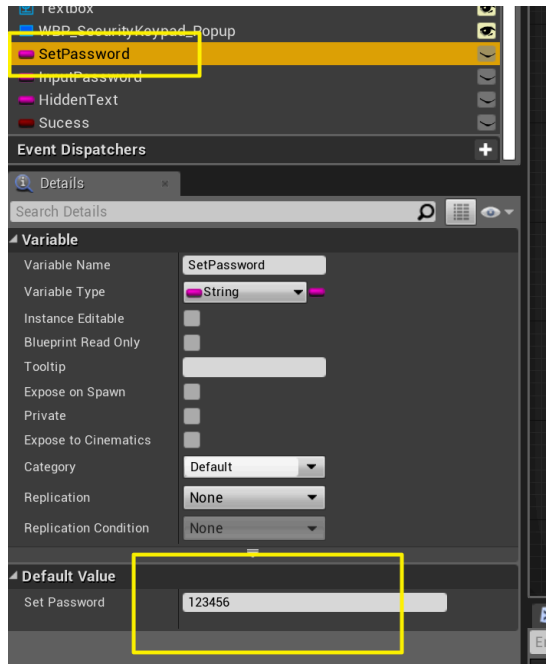 Textbox
WBP_SecurityKeypad_Popup
SetPassword
InputPassword
HiddenText
Sucess
Event Dispatchers
Details
Search Details
Variable
Variable Name SetPassword
Variable Type String
Instance Editable
Blueprint Read Only
Tooltip
Expose on Spawn
Private
Expose to Cinematics
Category Default
Replication None
Replication Condition None
Default Value
Set Password 123456